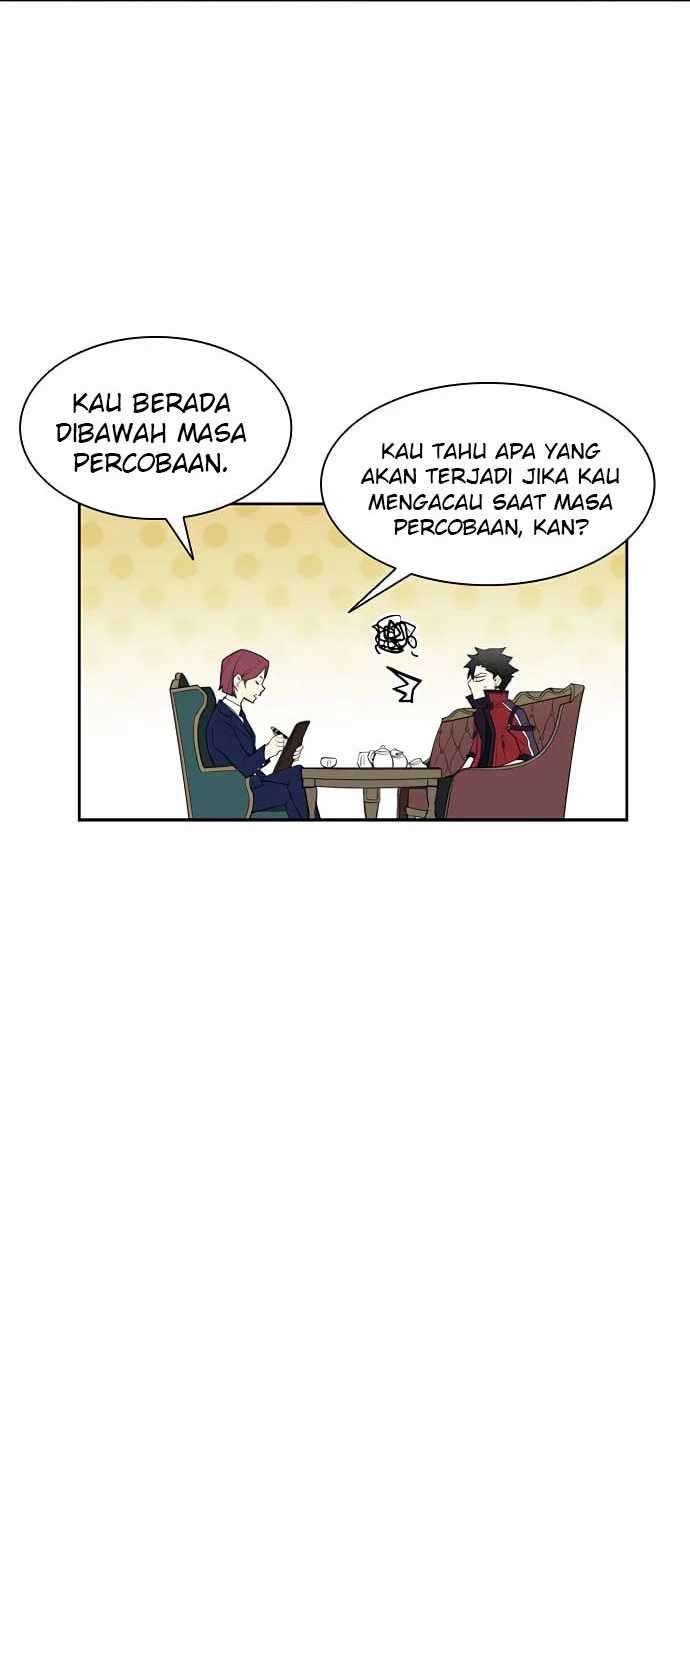 KAU BERADA
DIBAWAH MASA
PERCOBAAN.
KAU TAHU APA YANG
AKAN TERJADI JIKA KAU
MENGACAU SAAT MASA
PERCOBAAN, KAN?